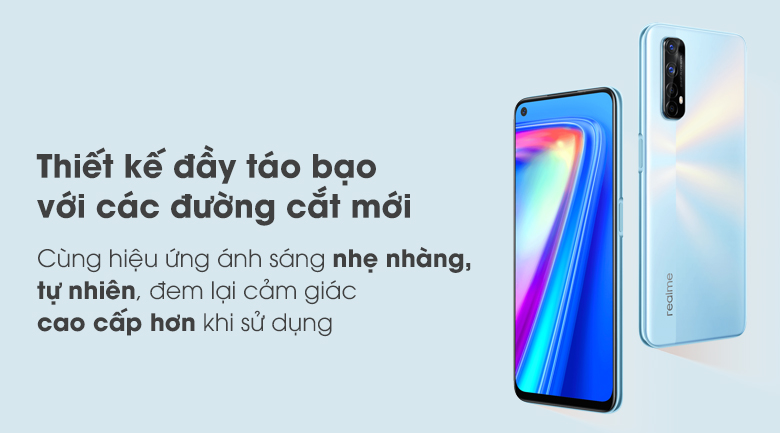 Thiết kế đầy táo bạo
với các đường cắt mới
Cùng hiệu ứng ánh sáng nhẹ nhàng,
tự nhiên, đem lại cảm giác
cao cấp hơn khi sử dụng
realme